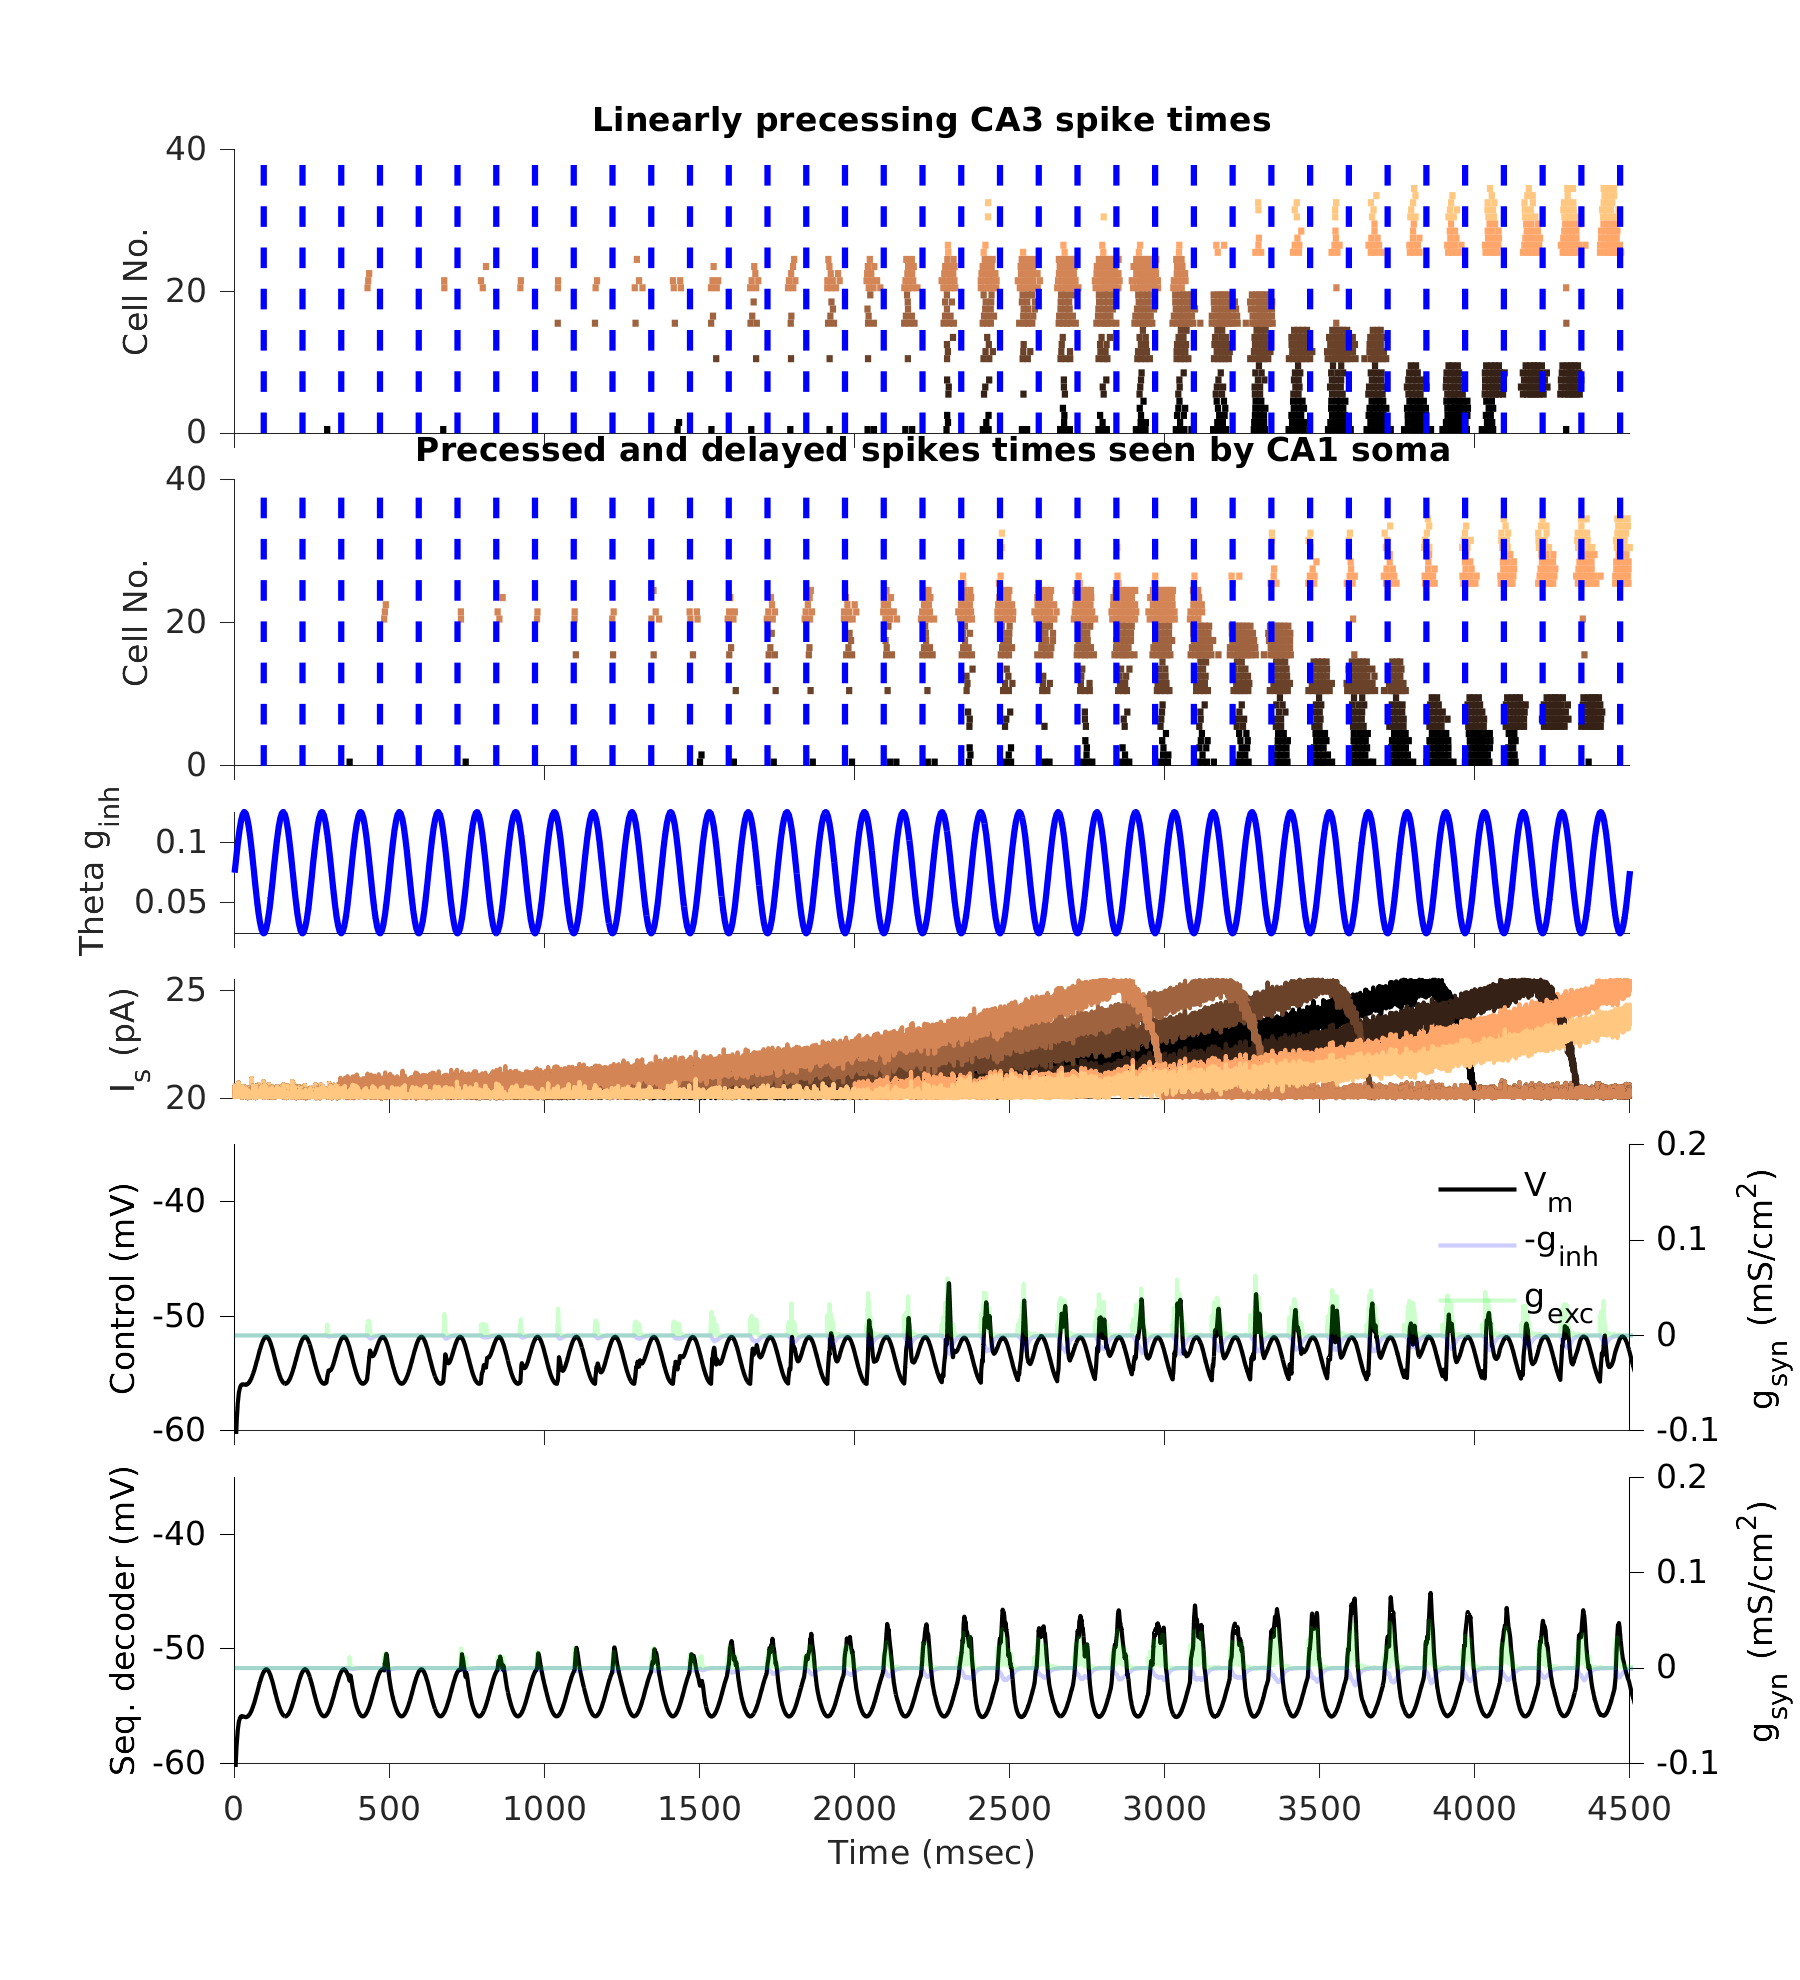 Linearly precessing CA3 spike times
40
20
0
Cell No.
Precessed and delayed spikes times seen by CA1 soma
40
20
0
Cell No.
0.1
0.05
Theta g_inh
25
20
I_s (pA)
-40
-50
-60
Control (mV)
V_m
-g_inh
g_exc
0.2
0.1
0
-0.1
g_syn (mS/cm^2)
-40
-50
-60
Seq. decoder (mV)
0.2
0.1
0
-0.1
g_syn (mS/cm^2)
0 500 1000 1500 2000 2500 3000 3500 4000 4500
Time (msec)